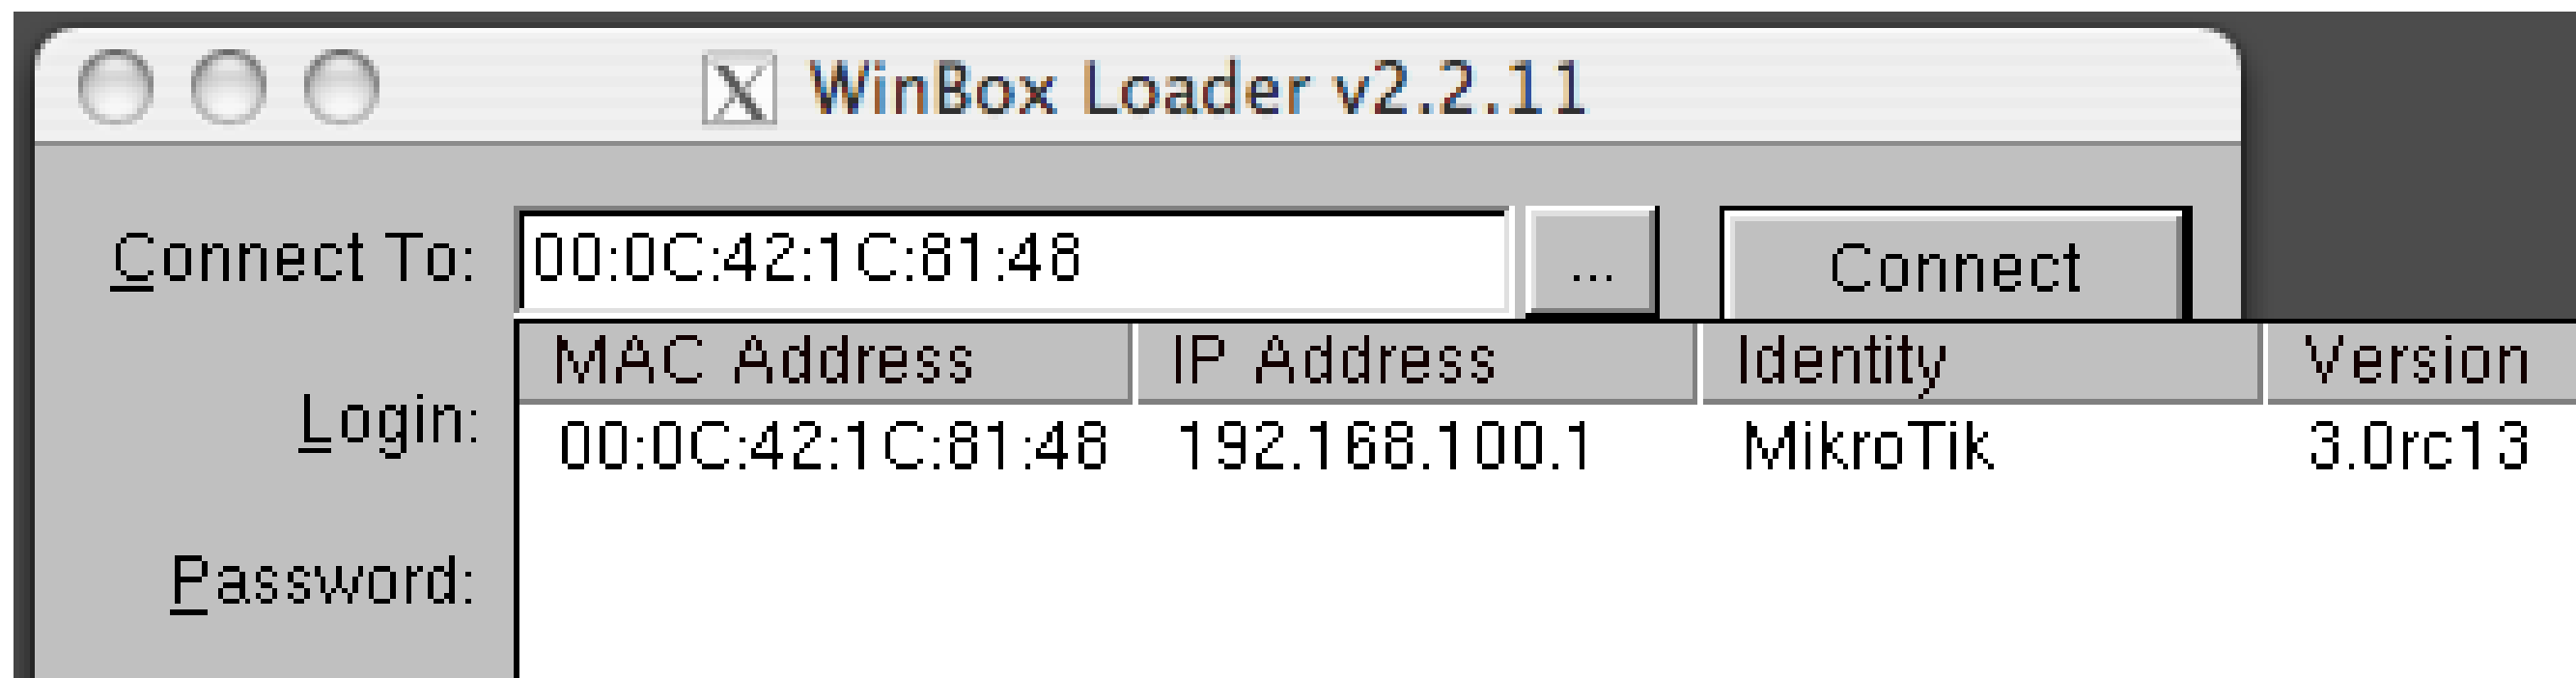 WinBox Loader v2.2.11
Connect To: 00:0C:42:1C:81:48 ... Connect
MAC Address IP Address Identity Version
Login:
00:0C:42:1C:81:48 192.168.100.1 MikroTik 3.0rc13
Password: